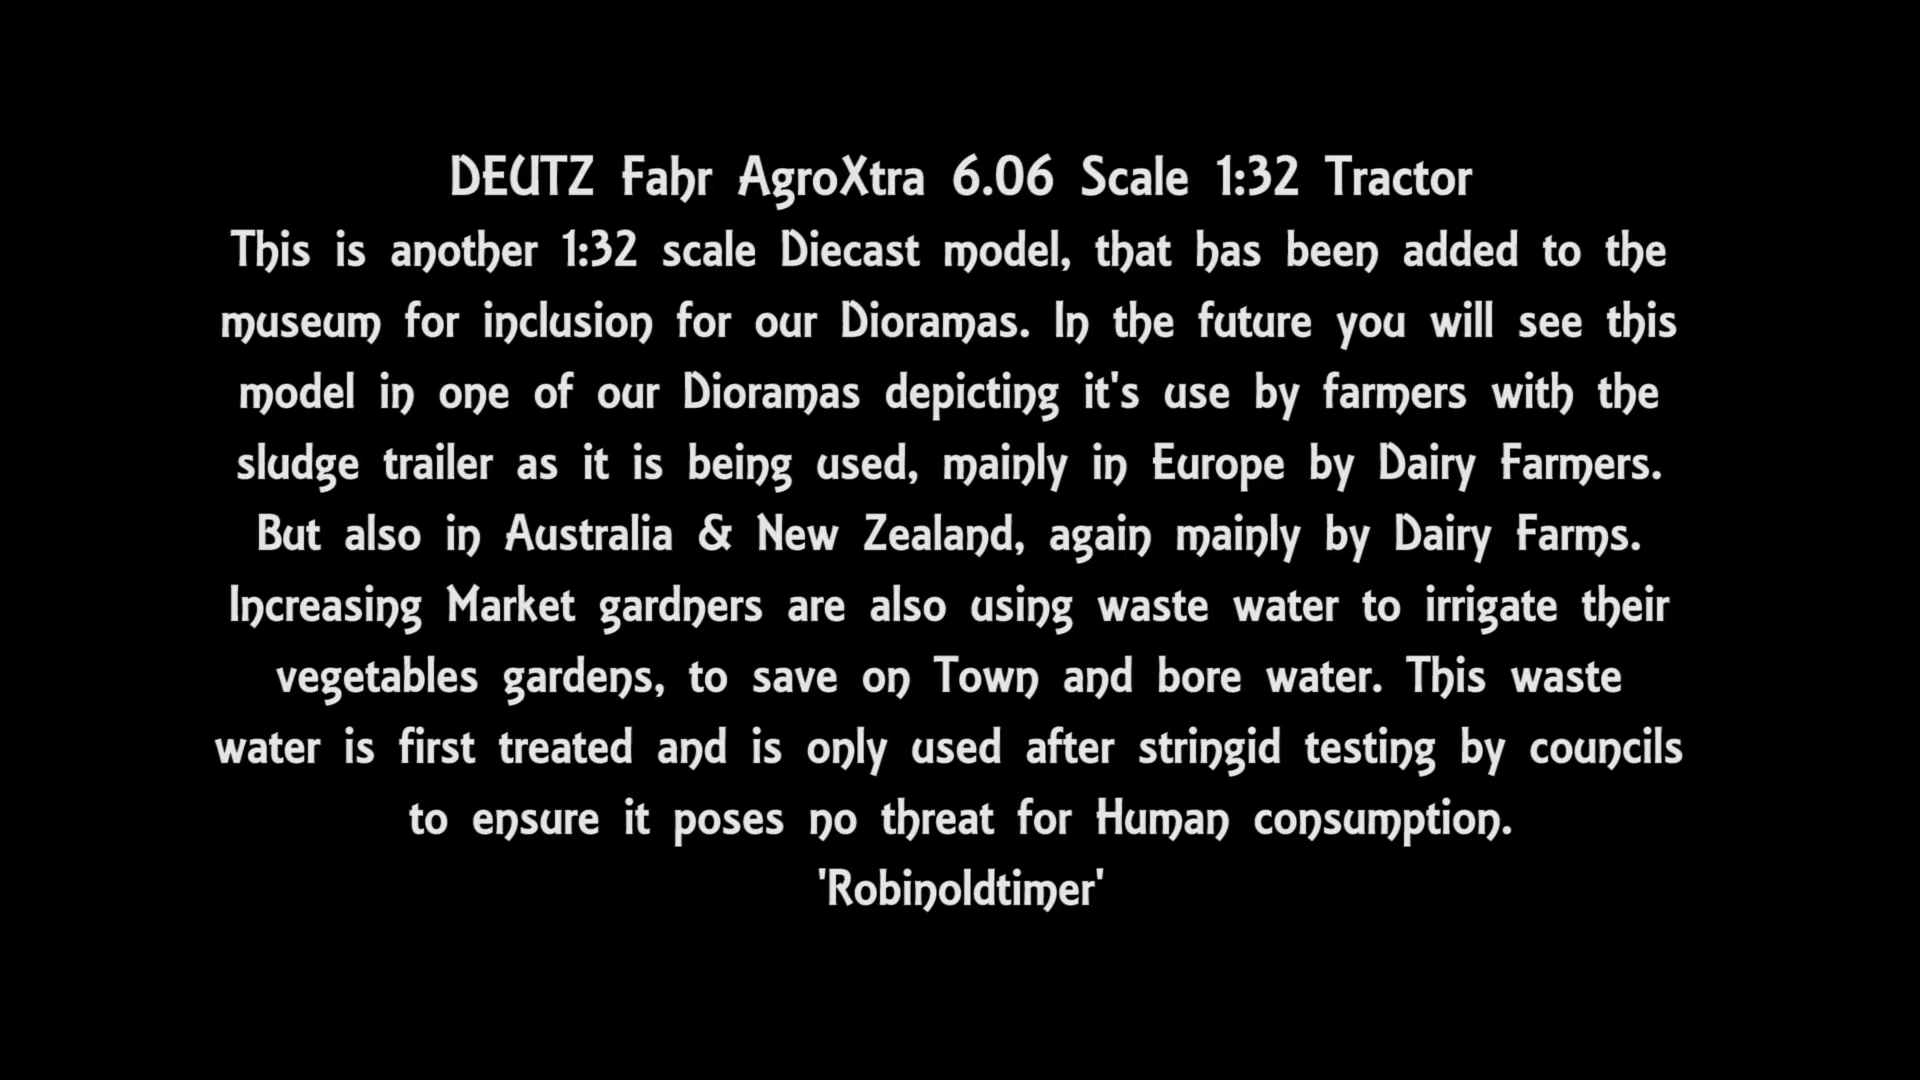 DEUTZ Fahr AgroXtra 6.06 Scale 1:32 Tractor
This is another 1:32 scale Diecast model, that has been added to the
museum for inclusion for our Dioramas. In the future you will see this
model in one of our Dioramas depicting it's use by farmers with the
sludge trailer as it is being used, mainly in Europe by Dairy Farmers.
But also in Australia & New Zealand, again mainly by Dairy Farms.
Increasing Market gardners are also using waste water to irrigate their
vegetables gardens, to save on Town and bore water. This waste
water is first treated and is only used after stringid testing by councils
to ensure it poses no threat for Human consumption.
'Robinoldtimer'